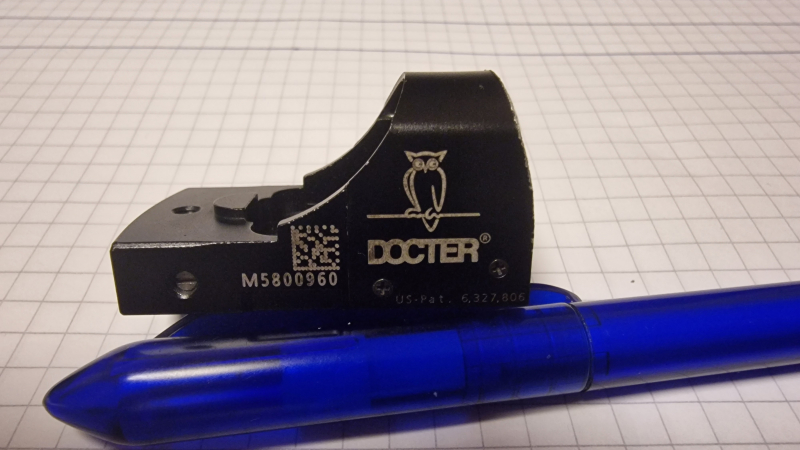 DOCTER®
M5800960
US-Pat. 6,327,806